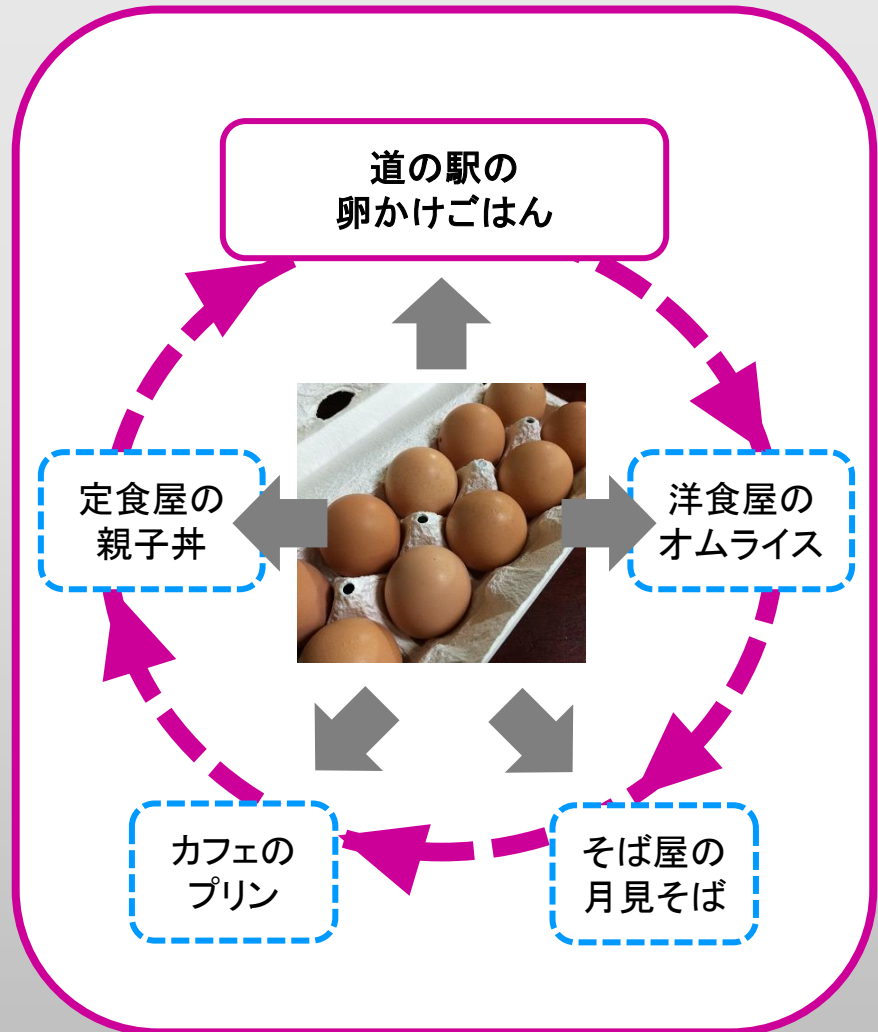 道の駅の
卵かけごはん
定食屋の
親子丼
洋食屋の
オムライス
カフェの
プリン
そば屋の
月見そば